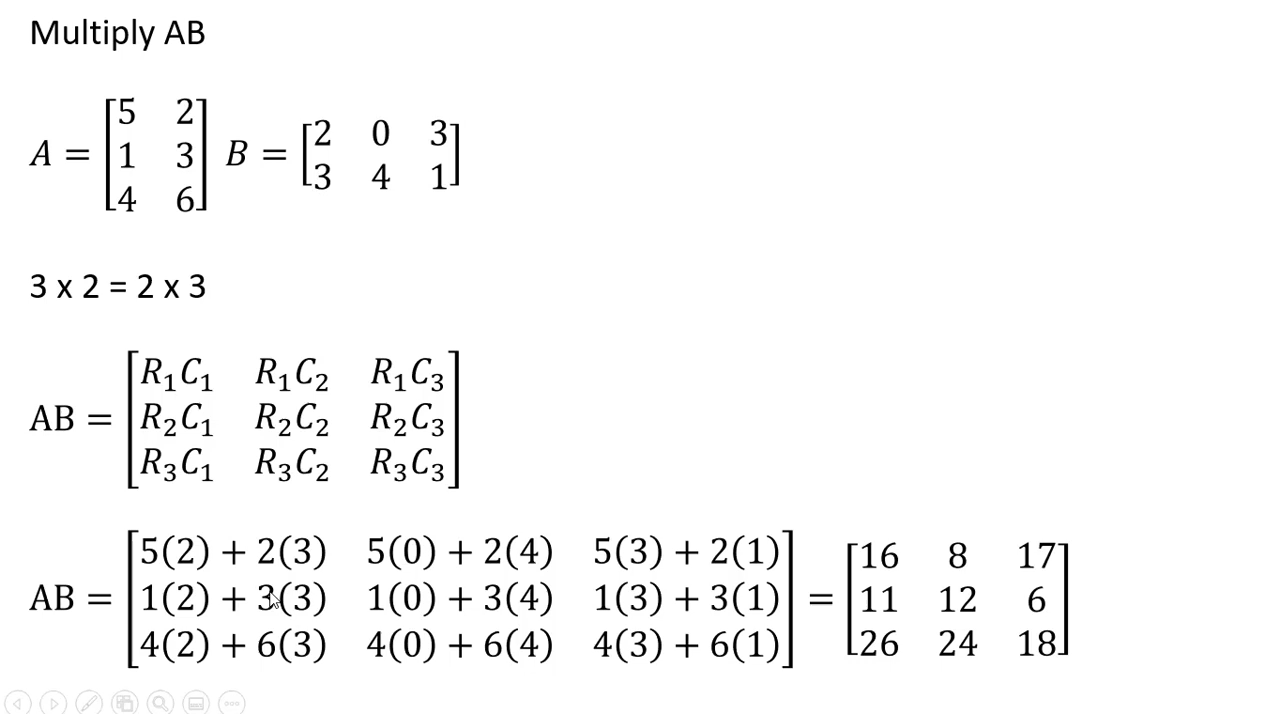 Multiply AB
A = [5 2; 1 3; 4 6] B = [2 0 3; 3 4 1]
3 x 2 = 2 x 3
AB = [R₁C₁ R₁C₂ R₁C₃; R₂C₁ R₂C₂ R₂C₃; R₃C₁ R₃C₂ R₃C₃]
AB = [5(2) + 2(3) 5(0) + 2(4) 5(3) + 2(1); 1(2) + 3(3) 1(0) + 3(4) 1(3) + 3(1); 4(2) + 6(3) 4(0) + 6(4) 4(3) + 6(1)] = [16 8 17; 11 12 6; 26 24 18]